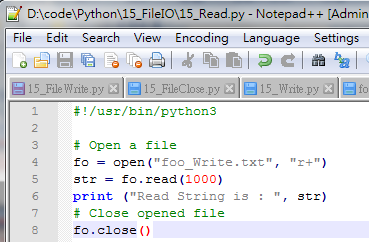 D:\code\Python\15_FileIO\15_Read.py - Notepad++ [Admin
File Edit Search View Encoding Language Settings
15_FileWrite.py 15_FileClose.py 15_Write.py fo
1 #!/usr/bin/python3
2
3 # Open a file
4 fo = open("foo_Write.txt", "r+")
5 str = fo.read(1000)
6 print ("Read String is : ", str)
7 # Close opened file
8 fo.close()